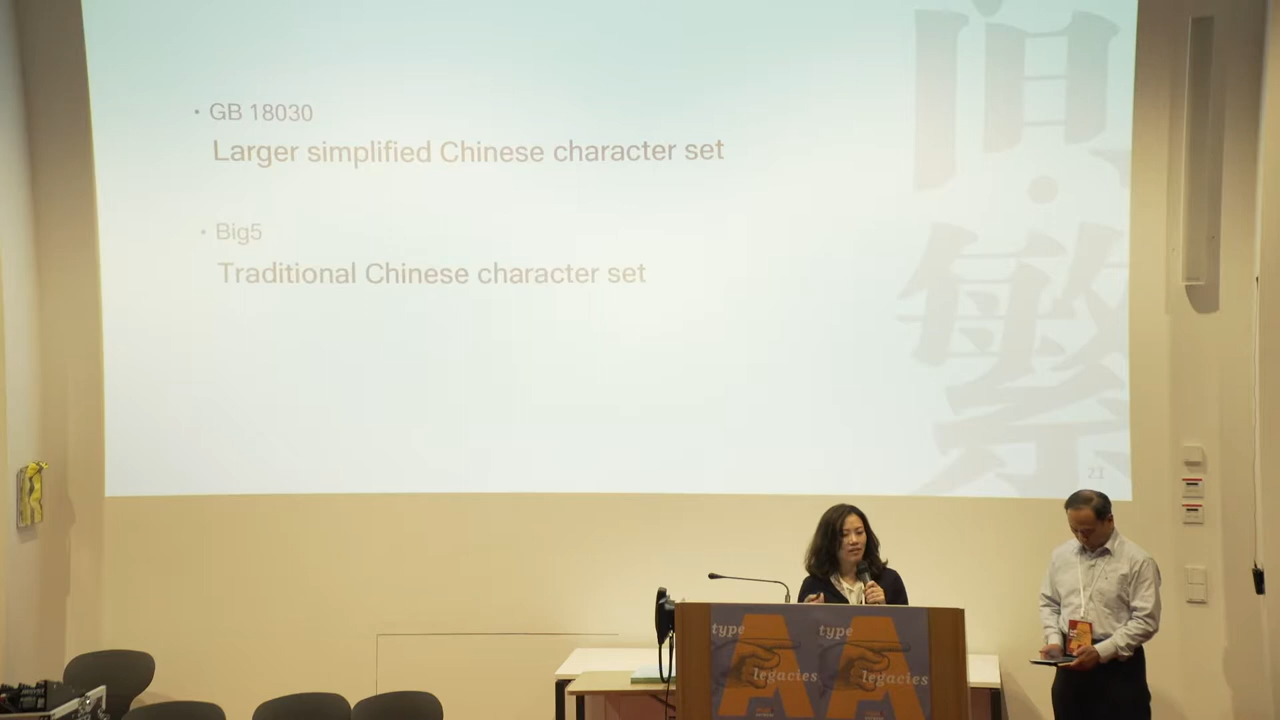 • GB 18030
Larger simplified Chinese character set
• Big5
Traditional Chinese character set
繁
21
type
legacies
type
legacies